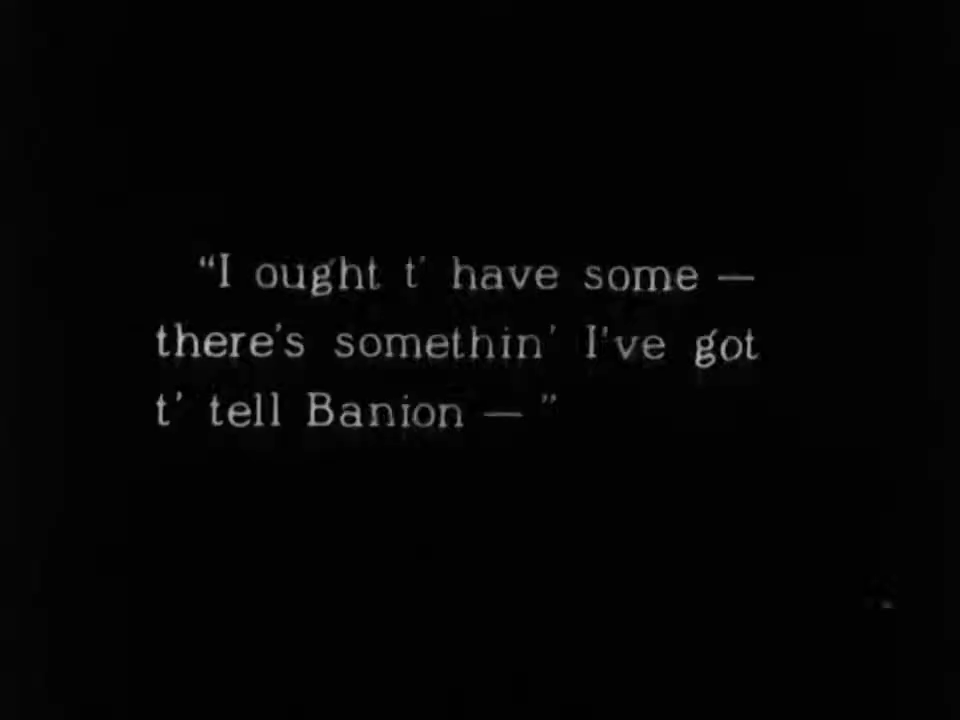 “I ought t' have some —
there's somethin' I've got
t' tell Banion — ”